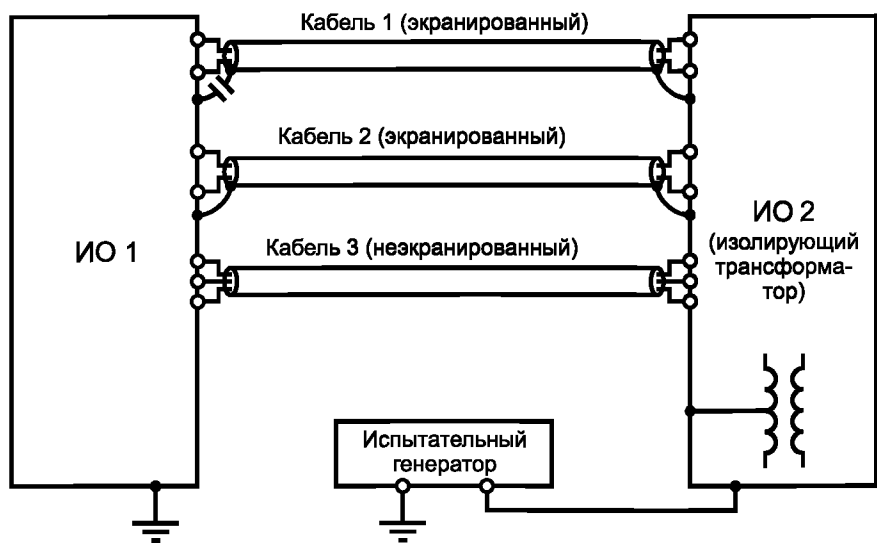 Кабель 1 (экранированный)
Кабель 2 (экранированный)
ИО 1
Кабель 3 (неэкранированный)
ИО 2
(изолирующий
трансформа-
тор)
Испытательный
генератор